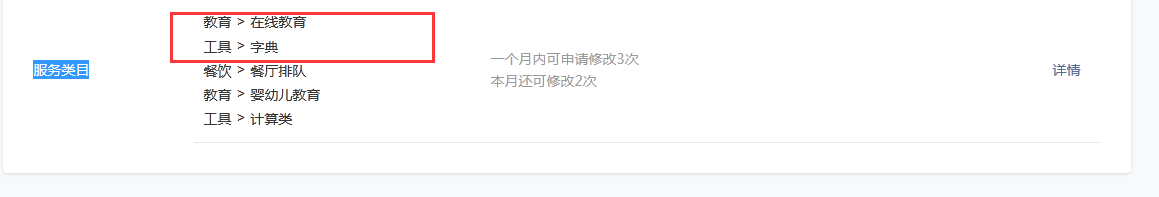 教育 > 在线教育
工具 > 字典
服务类目
餐饮 > 餐厅排队
教育 > 婴幼儿教育
工具 > 计算类
一个月内可申请修改3次
本月还可修改2次
详情